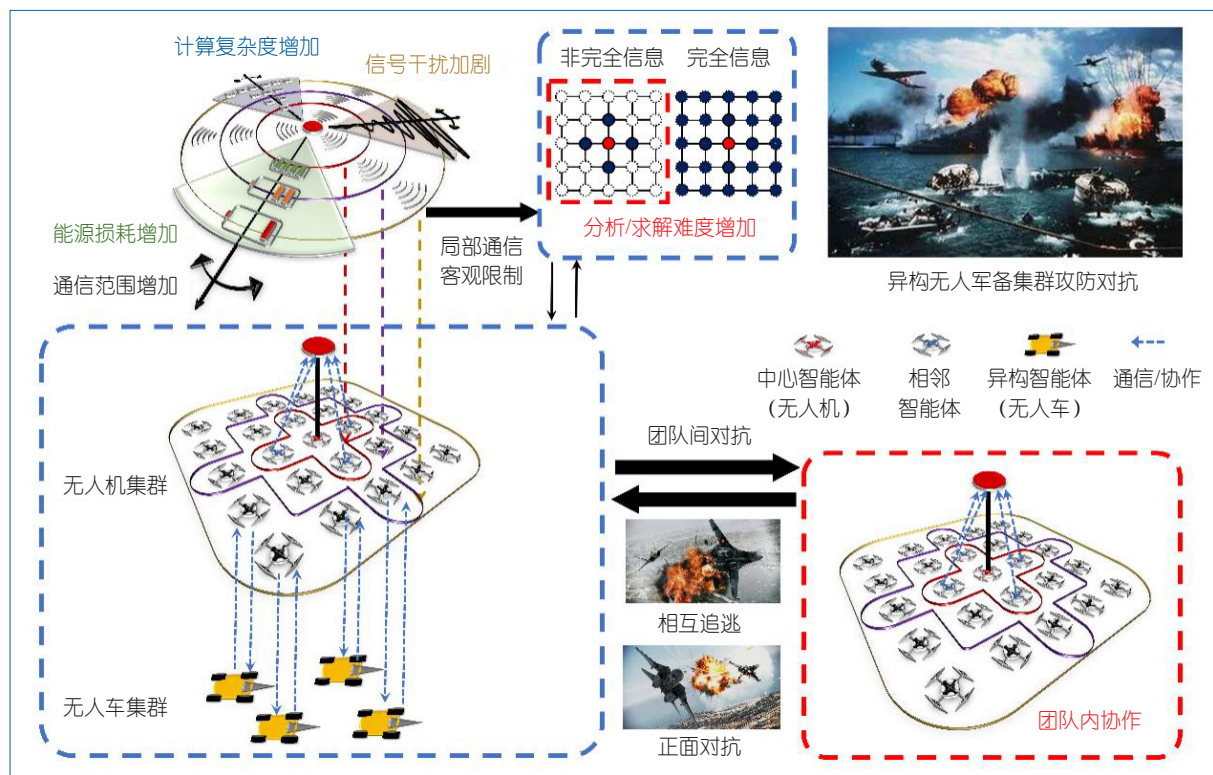 计算复杂度增加
信号干扰加剧
能源损耗增加
通信范围增加
局部通信
客观限制
非完全信息
完全信息
分析/求解难度增加
异构无人军备集群攻防对抗
中心智能体
(无人机)
相邻
智能体
异构智能体
(无人车)
通信/协作
无人机集群
无人车集群
团队间对抗
相互追逃
正面对抗
团队内协作